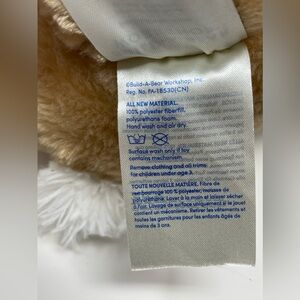 ©Build-A-Bear Workshop, Inc
Reg. No. PA-18530(CN)
ALL NEW MATERIAL.
100% polyester fiberfill,
polyurethane foam.
Hand wash and air dry.
Surface wash only if toy
contains mechanism.
Remove clothing and all trims
for children under age 3.
TOUTE NOUVELLE MATIÈRE. Fibre de
rembourrage 100 % polyester; mousse de
polyuréthane. Laver à la main et laisser sécher
à l'air. Lavage de surface uniquement si le jouet
contient un mécanisme. Retirer les vêtements et
toutes les garnitures pour les enfants âgés de
moins de 3 ans.